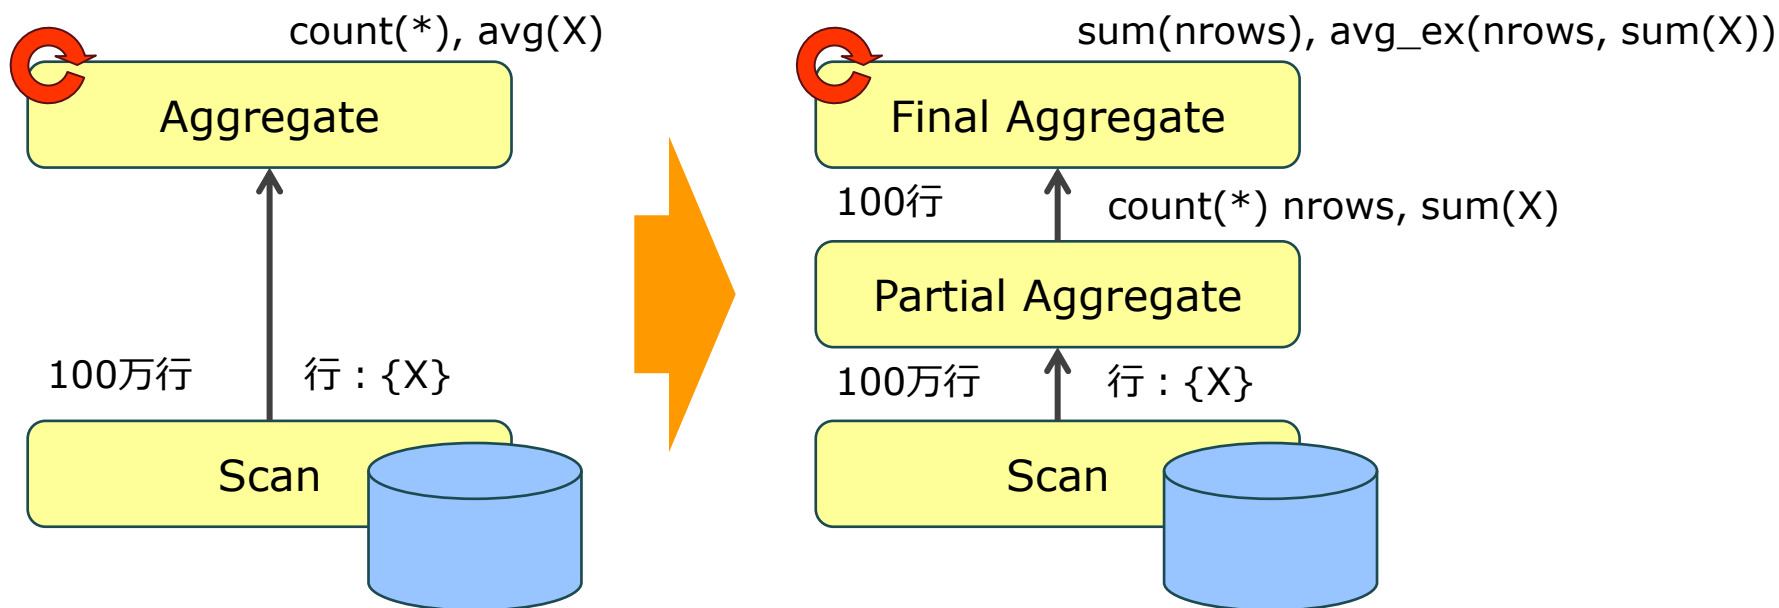 count(*), avg(X)
Aggregate
100万行
行：{X}
Scan
sum(nrows), avg_ex(nrows, sum(X))
Final Aggregate
100行
count(*) nrows, sum(X)
Partial Aggregate
100万行
行：{X}
Scan